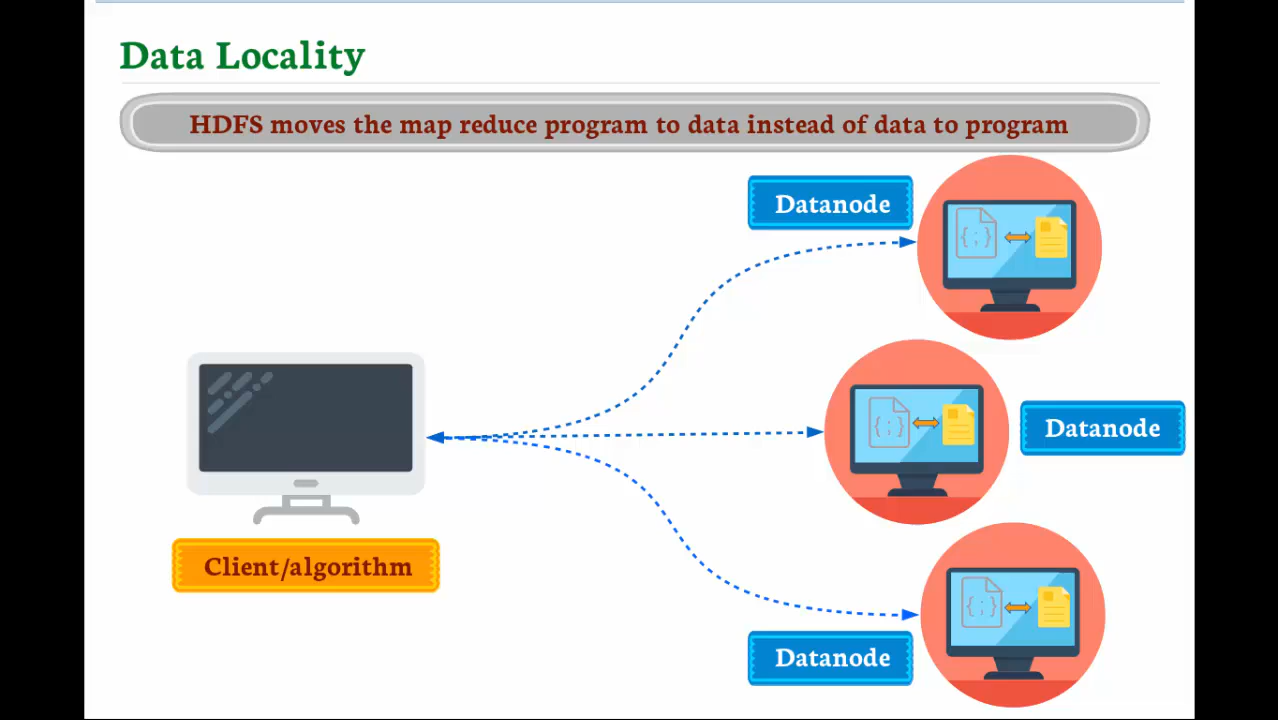 Data Locality
HDFS moves the map reduce program to data instead of data to program
Datanode
{;}
{;}
Datanode
Client/algorithm
{;}
Datanode